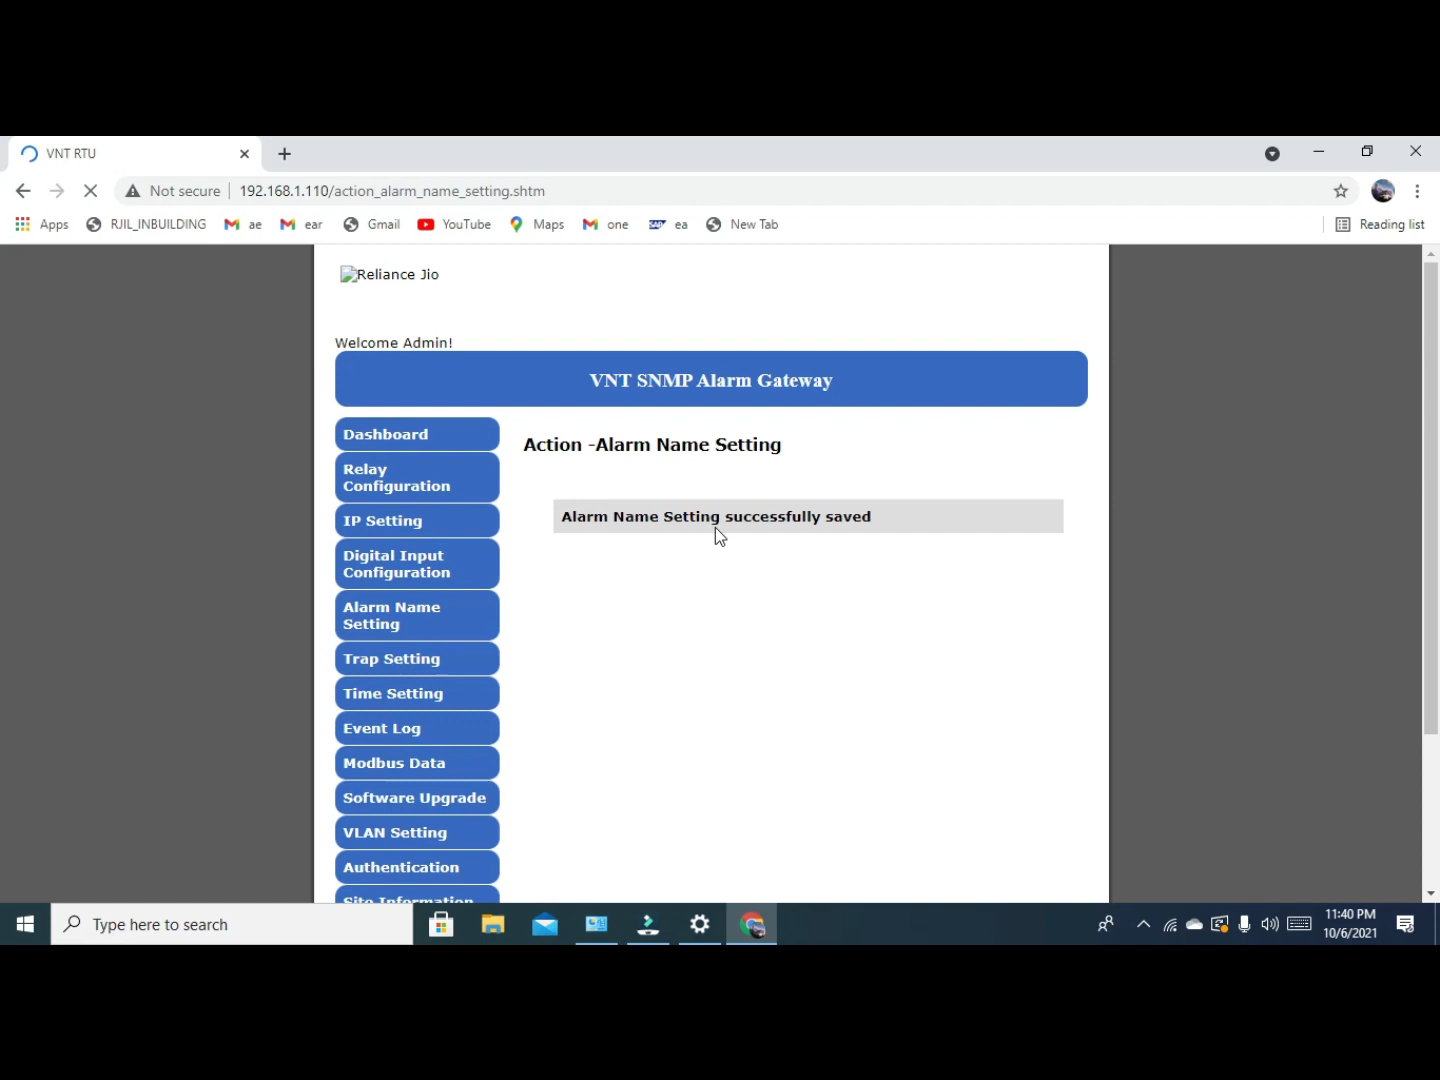 VNT RTU
Not secure
192.168.1.110/action_alarm_name_setting.shtm
Apps
RJIL_INBUILDING
ae
ear
Gmail
YouTube
Maps
one
ea
New Tab
Reading list
Reliance Jio
Welcome Admin!
VNT SNMP Alarm Gateway
Dashboard
Relay
Configuration
IP Setting
Digital Input
Configuration
Alarm Name
Setting
Trap Setting
Time Setting
Event Log
Modbus Data
Software Upgrade
VLAN Setting
Authentication
Site Information
Action -Alarm Name Setting
Alarm Name Setting successfully saved
Type here to search
11:40 PM
10/6/2021